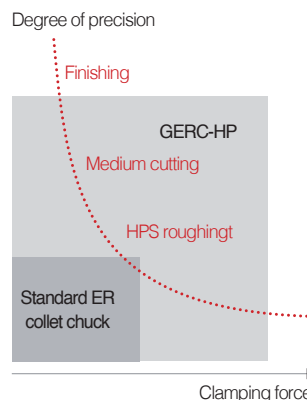 Degree of precision
Finishing
GERC-HP
Medium cutting
HPS roughingt
Standard ER
collet chuck
Clamping force